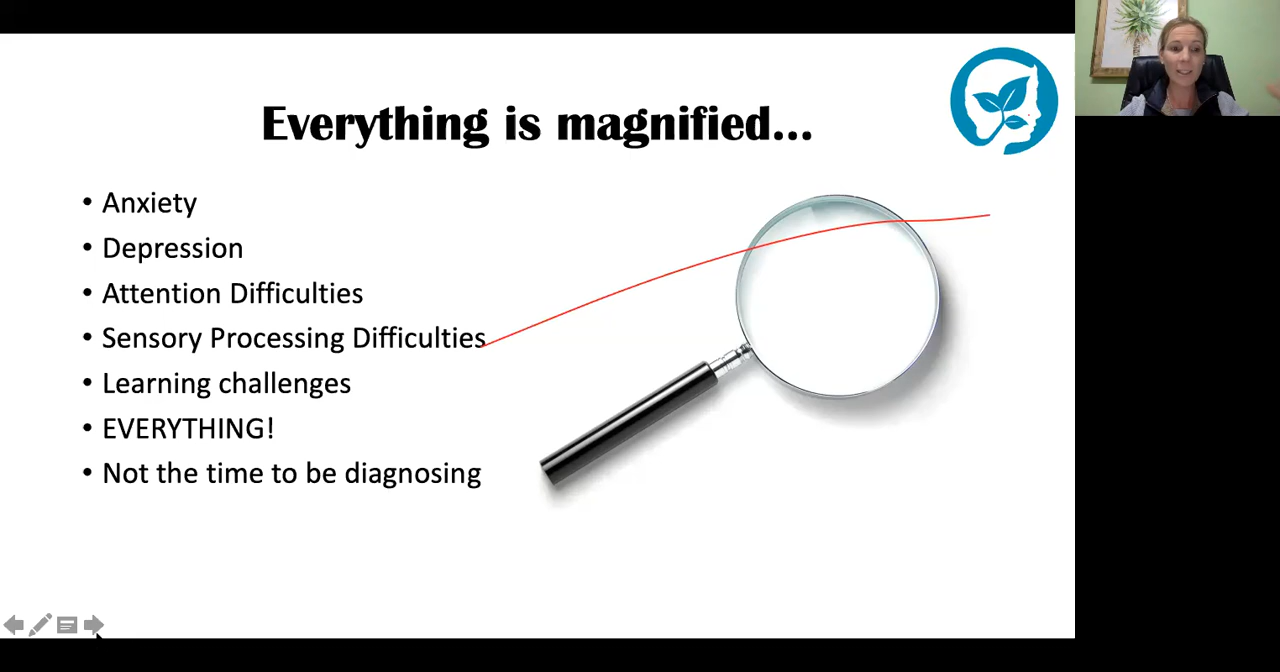 Everything is magnified...
• Anxiety
• Depression
• Attention Difficulties
• Sensory Processing Difficulties
• Learning challenges
• EVERYTHING!
• Not the time to be diagnosing